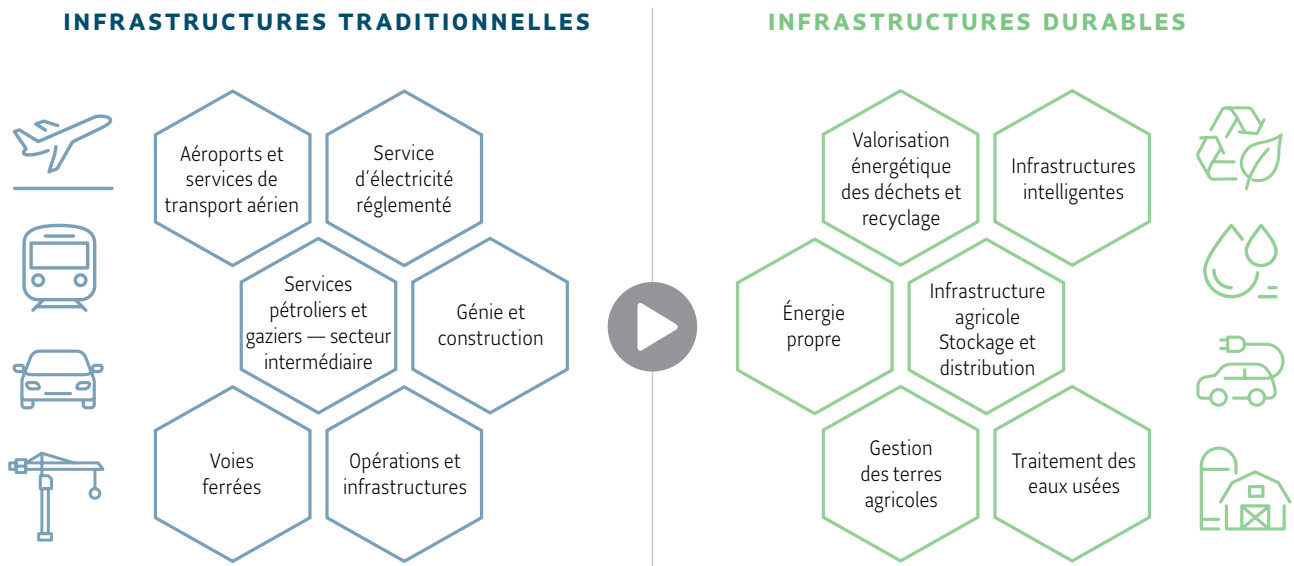 INFRASTRUCTURES TRADITIONNELLES
Aéroports et
services de
transport aérien
Service
d'électricité
réglementé
Services
pétroliers et
gaziers — secteur
intermédiaire
Génie et
construction
Voies
ferrées
Opérations et
infrastructures
INFRASTRUCTURES DURABLES
Valorisation
énergétique
des déchets et
recyclage
Infrastructures
intelligentes
Énergie
propre
Infrastructure
agricole
Stockage et
distribution
Gestion
des terres
agricoles
Traitement des
eaux usées